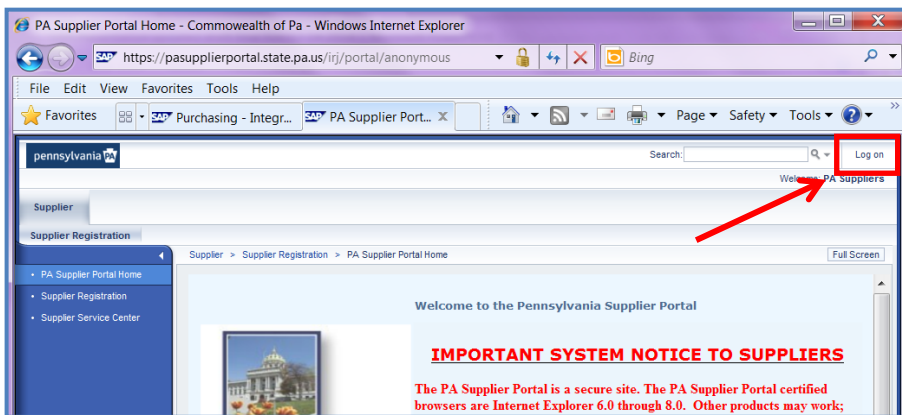 PA Supplier Portal Home - Commowealth of Pa - Windows Internet Explorer
SAP https://pasupplierportal.state.pa.us/irj/portal/anonymous Bing
File Edit View Favorites Tools Help
Favorites SAP Purchasing - Integr... SAP PA Supplier Port... X Page Safety Tools
pennsylvania PA Search: Log on
Welcome: PA Suppliers
Supplier
Supplier Registration
Supplier > Supplier Registration > PA Supplier Portal Home Full Screen
• PA Supplier Portal Home
• Supplier Registration
• Supplier Service Center
Welcome to the Pennsylvania Supplier Portal
IMPORTANT SYSTEM NOTICE TO SUPPLIERS
The PA Supplier Portal is a secure site. The PA Supplier Portal certified
browsers are Internet Explorer 6.0 through 8.0. Other products may work;